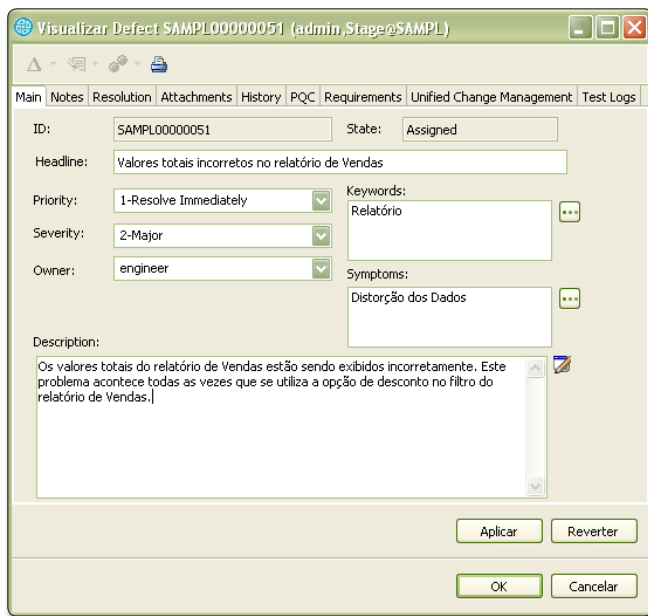 Visualizar Defect SAMPL00000051 (admin,Stage@SAMPL)
Main Notes Resolution Attachments History PQC Requirements Unified Change Management Test Logs
ID: SAMPL00000051 State: Assigned
Headline: Valores totais incorretos no relatório de Vendas
Priority: 1-Resolve Immediately
Keywords:
Relatório
Severity: 2-Major
Owner: engineer
Symptoms:
Distorção dos Dados
Description:
Os valores totais do relatório de Vendas estão sendo exibidos incorretamente. Este
problema acontece todas as vezes que se utiliza a opção de desconto no filtro do
relatório de Vendas.
Aplicar Reverter
OK Cancelar